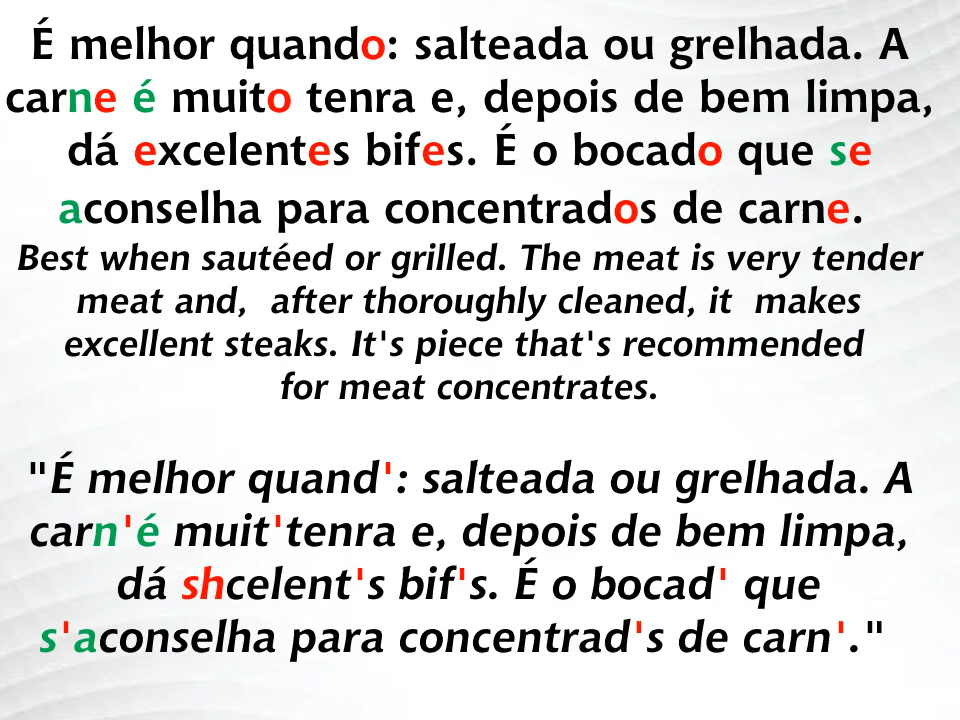 É melhor quando: salteada ou grelhada. A
carne é muito tenra e, depois de bem limpa,
dá excelentes bifes. É o bocado que se
aconselha para concentrados de carne.
Best when sautéed or grilled. The meat is very tender
meat and,  after thoroughly cleaned, it  makes
excellent steaks. It's piece that's recommended
for meat concentrates.
"É melhor quand': salteada ou grelhada. A
carn'é muit'tenra e, depois de bem limpa,
dá shcelent's bif's. É o bocad' que
s'aconselha para concentrad's de carn'."